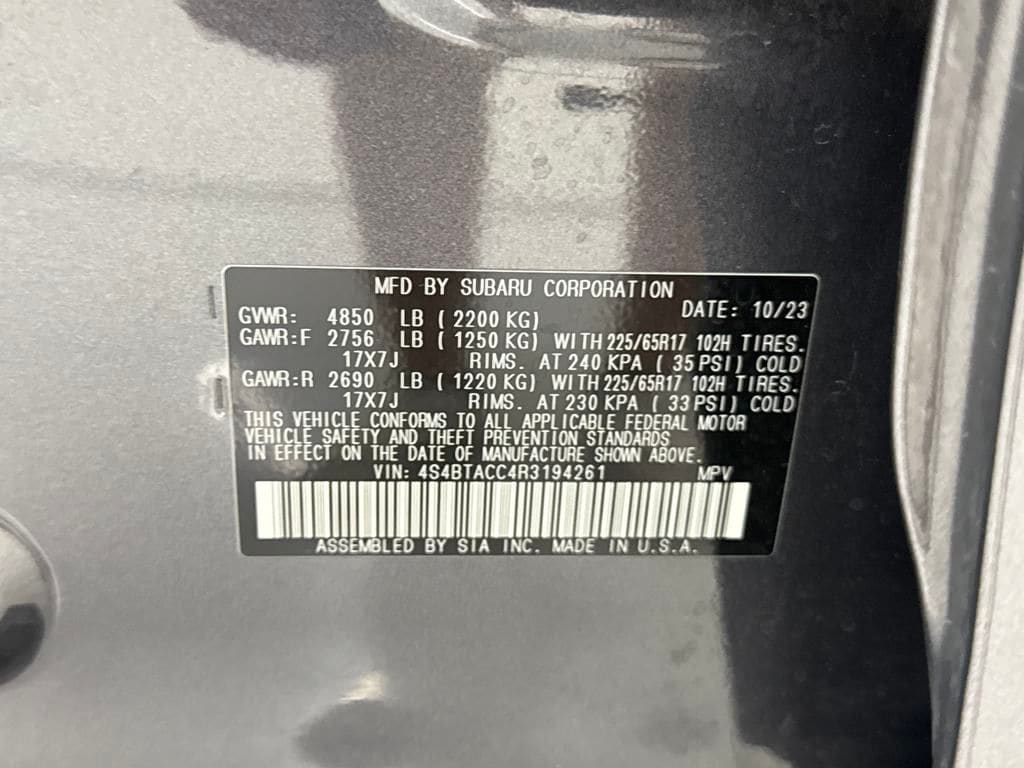 MFD BY SUBARU CORPORATION
DATE: 10/23
GVWR: 4850 LB ( 2200 KG)
GAWR:F 2756 LB ( 1250 KG) WITH 225/65R17 102H TIRES.
17X7J RIMS. AT 240 KPA ( 35 PSI) COLD
GAWR:R 2690 LB ( 1220 KG) WITH 225/65R17 102H TIRES.
17X7J RIMS. AT 230 KPA ( 33 PSI) COLD
THIS VEHICLE CONFORMS TO ALL APPLICABLE FEDERAL MOTOR
VEHICLE SAFETY AND THEFT PREVENTION STANDARDS
IN EFFECT ON THE DATE OF MANUFACTURE SHOWN ABOVE.
VIN: 4S4BTACC4R3194261 MPV
ASSEMBLED BY SIA INC. MADE IN U.S.A.